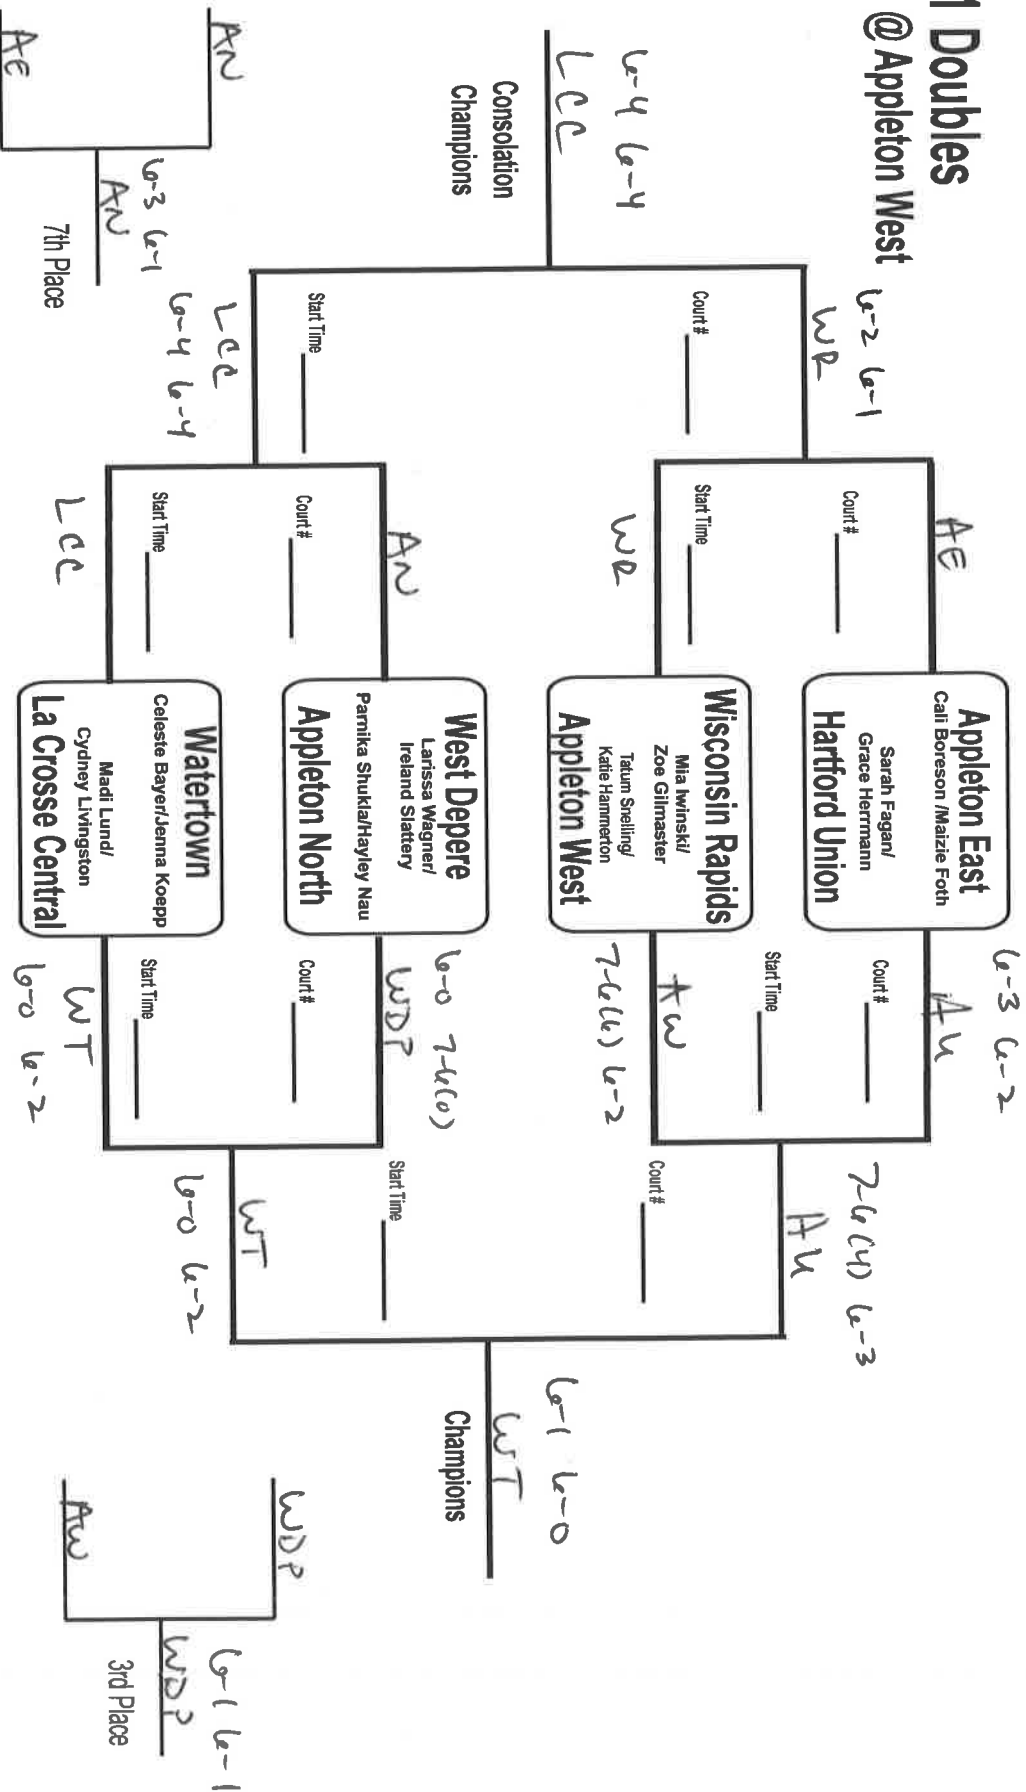 1 Doubles
@ Appleton West
6-2 6-1
WR
AE
Court #
Start Time
WR
Court #
Start Time
6-4 6-4
LCC
Consolation
Champions
AN
Court #
Start Time
LCC
6-4 6-4
LCC
Appleton East
Cali Boreson /Maizie Foth
Sarah Fagan/
Grace Herrmann
Hartford Union
Wisconsin Rapids
Mia Iwinski/
Zoe Gilmaster
Tatum Snelling/
Katie Hammerton
Appleton West
West Depere
Larissa Wagner/
Ireland Slattery
Parnika Shukla/Hayley Nau
Appleton North
Watertown
Celeste Bayer/Jenna Koepp
Madi Lund/
Cydney Livingston
La Crosse Central
6-3 6-2
Court #
Start Time
AW
7-6(6) 6-2
7-6(4) 6-3
Court #
Start Time
6-0 7-6(0)
WDP
Court #
Start Time
WT
6-0 6-2
WT
6-0 6-2
6-1 6-0
WT
Champions
AN
AE
6-3 6-1
AN
7th Place
WDP
AW
6-1 6-1
WDP
3rd Place